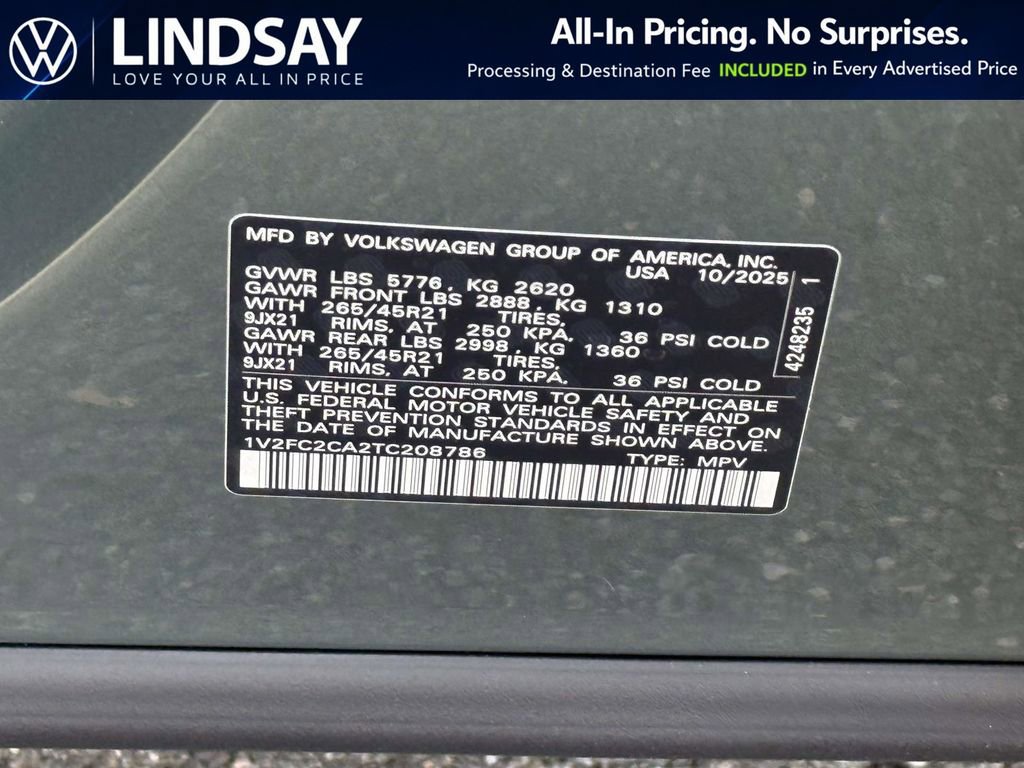 LINDSAY
LOVE YOUR ALL IN PRICE
All-In Pricing. No Surprises.
Processing & Destination Fee INCLUDED in Every Advertised Price
MFD BY VOLKSWAGEN GROUP OF AMERICA, INC.
USA 10/2025
GVWR LBS 5776, KG 2620
GAWR FRONT LBS 2888, KG 1310
WITH 265/45R21 TIRES,
9JX21 RIMS, AT 250 KPA, 36 PSI COLD
GAWR REAR LBS 2998, KG 1360
WITH 265/45R21 TIRES,
9JX21 RIMS, AT 250 KPA, 36 PSI COLD
THIS VEHICLE CONFORMS TO ALL APPLICABLE
U.S. FEDERAL MOTOR VEHICLE SAFETY AND
THEFT PREVENTION STANDARDS IN EFFECT ON
THE DATE OF MANUFACTURE SHOWN ABOVE.
1V2FC2CA2TC208786 TYPE: MPV
4248235 1